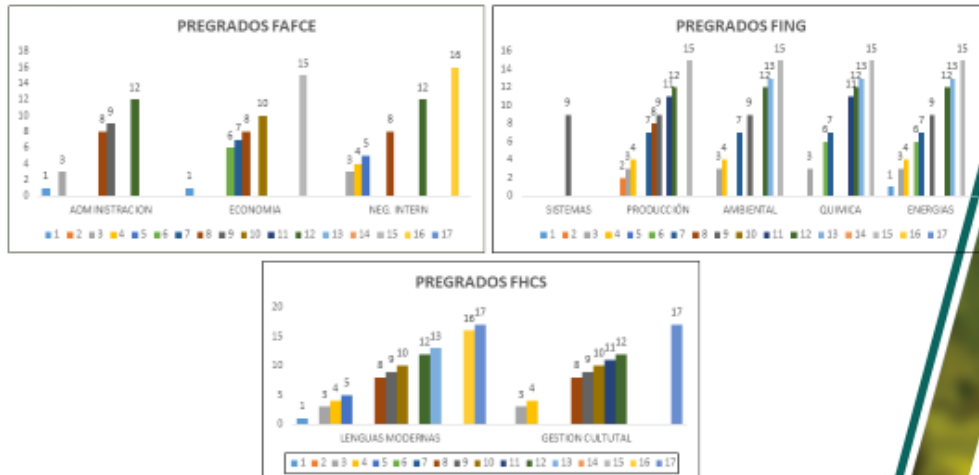 PREGRADOS FAFCE
18
16
14
12
10
8
6
4
2
0
1 3 8 9 12
1 6 7 8 10 15
3 4 5 8 12 16
ADMINISTRACION ECONOMIA NEG. INTERN
1 2 3 4 5 6 7 8 9 10 11 12 13 14 15 16 17
PREGRADOS FING
16
14
12
10
8
6
4
2
0
9
2 3 4 7 8 9 11 12 15
3 4 7 9 12 13 15
3 6 7 11 12 13 15
1 3 4 6 7 9 12 13 15
SISTEMAS PRODUCCIÓN AMBIENTAL QUIMICA ENERGIAS
1 2 3 4 5 6 7 8 9 10 11 12 13 14 15 16 17
PREGRADOS FHCS
20
15
10
5
0
1 3 4 5 8 9 10 12 13 16 17
3 4 8 9 10 11 12 17
LENGUAS MODERNAS GESTION CULTUTAL
1 2 3 4 5 6 7 8 9 10 11 12 13 14 15 16 17